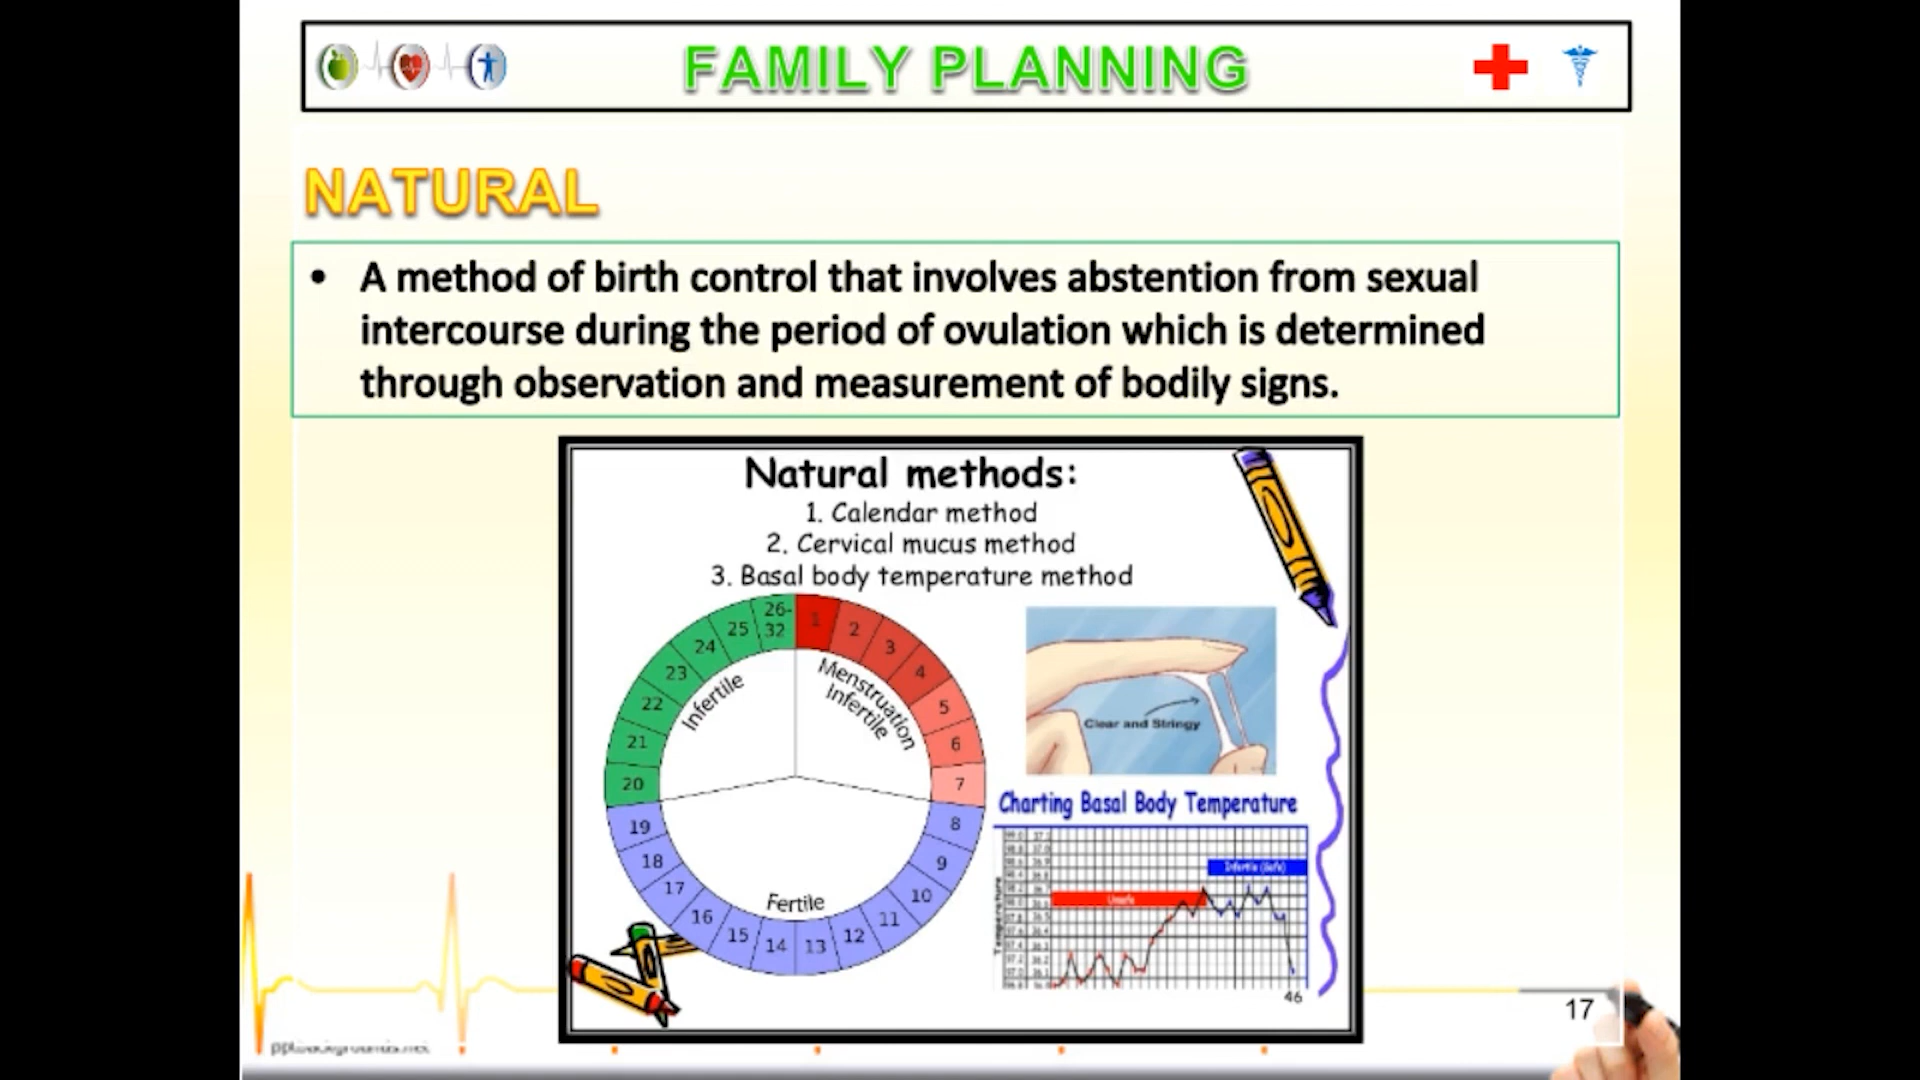 FAMILY PLANNING
NATURAL
• A method of birth control that involves abstention from sexual
intercourse during the period of ovulation which is determined
through observation and measurement of bodily signs.
Natural methods:
1. Calendar method
2. Cervical mucus method
3. Basal body temperature method
1
2
3
4
5
6
7
8
9
10
11
12
13
14
15
16
17
18
19
20
21
22
23
24
25
26-
32
Menstruation
Infertile
Infertile
Fertile
Clear and Stringy
Charting Basal Body Temperature
Temperature
Infertile (Safe)
Unsafe
46
17